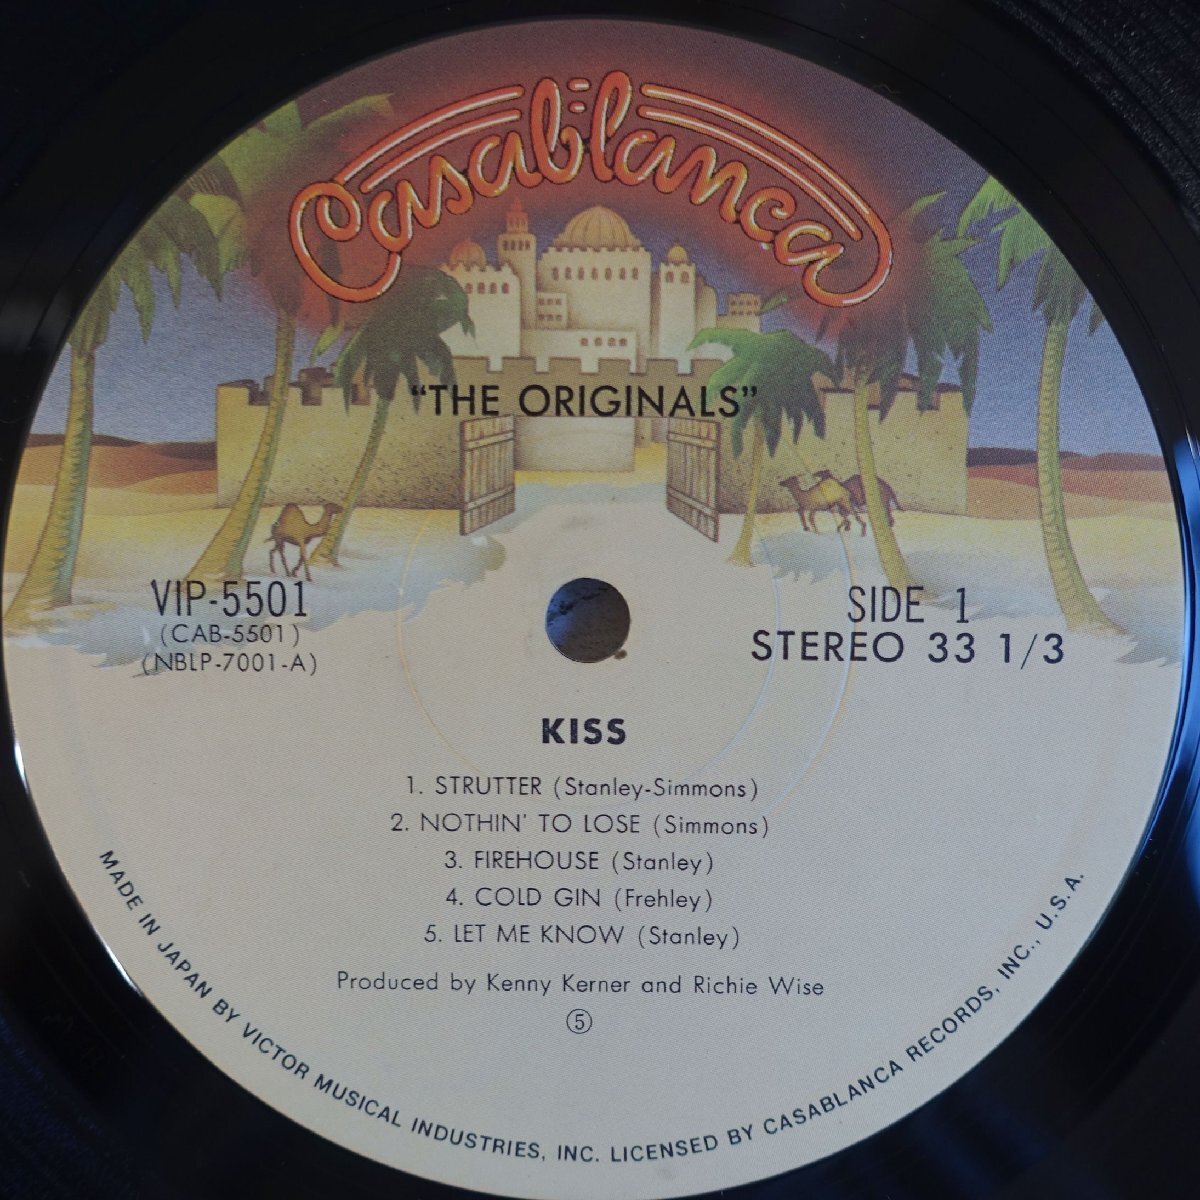 Casablanca
“THE ORIGINALS”
VIP-5501
(CAB-5501)
(NBLP-7001-A)
SIDE 1
STEREO 33 1/3
KISS
1. STRUTTER (Stanley-Simmons)
2. NOTHIN' TO LOSE (Simmons)
3. FIREHOUSE (Stanley)
4. COLD GIN (Frehley)
5. LET ME KNOW (Stanley)
Produced by Kenny Kerner and Richie Wise
⑤
MADE IN JAPAN BY VICTOR MUSICAL INDUSTRIES, INC. LICENSED BY CASABLANCA RECORDS, INC., U.S.A.